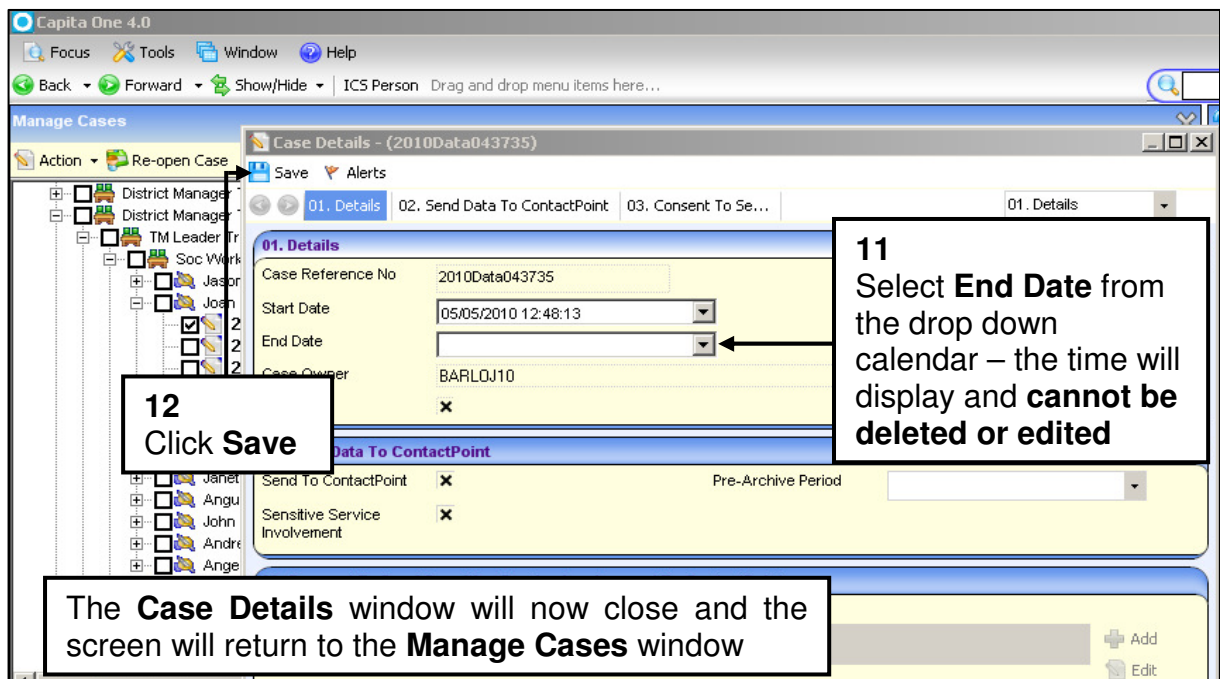 Capita One 4.0
Focus Tools Window Help
Back Forward Show/Hide ICS Person Drag and drop menu items here...
Manage Cases
Action Re-open Case
Case Details - (2010Data043735)
Save Alerts
01. Details 02. Send Data To ContactPoint 03. Consent To Se... 01. Details
District Manager
District Manager
TM Leader
Soc Work
Jason
Joan
2
2
2
Janet
Angu
John
Andre
Ange
01. Details
Case Reference No 2010Data043735
Start Date 05/05/2010 12:48:13
End Date
Case Owner BARLOJ10
11
Select End Date from
the drop down
calendar – the time will
display and cannot be
deleted or edited
12
Click Save
Data To ContactPoint
Send To ContactPoint Pre-Archive Period
Sensitive Service
Involvement
The Case Details window will now close and the
screen will return to the Manage Cases window
Add
Edit